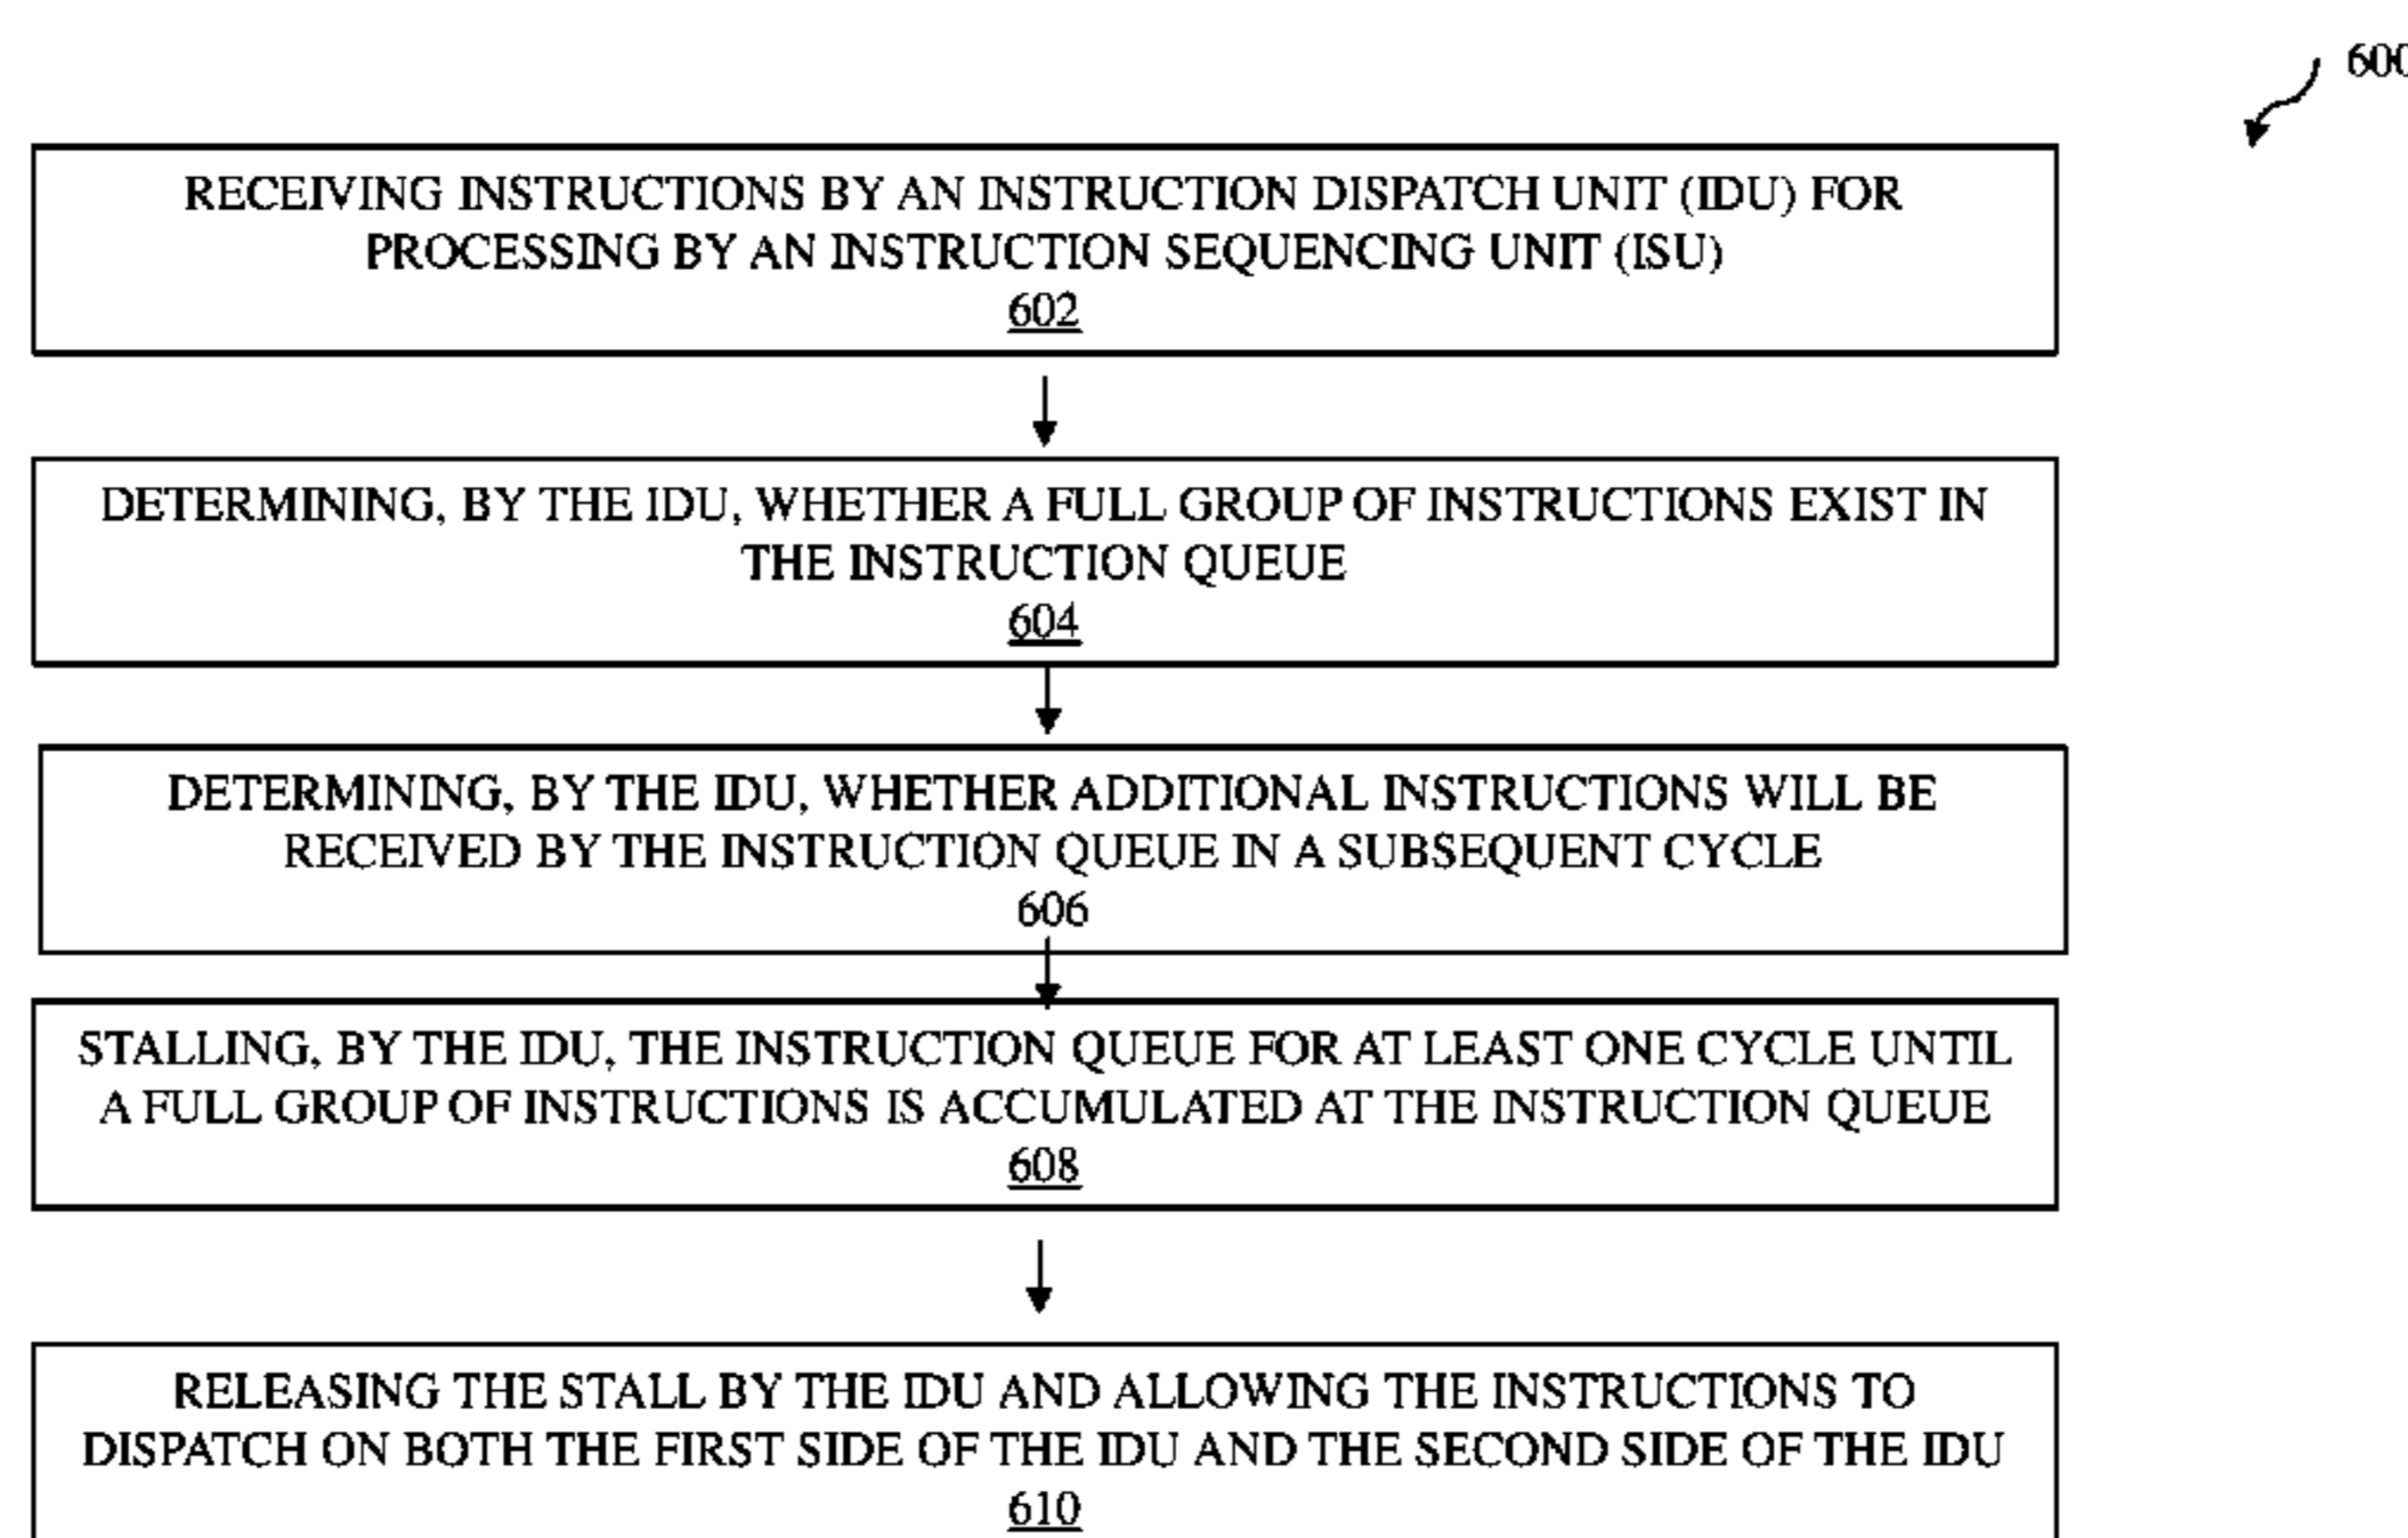 600
RECEIVING INSTRUCTIONS BY AN INSTRUCTION DISPATCH UNIT (IDU) FOR
PROCESSING BY AN INSTRUCTION SEQUENCING UNIT (ISU)
602
DETERMINING, BY THE IDU, WHETHER A FULL GROUP OF INSTRUCTIONS EXIST IN
THE INSTRUCTION QUEUE
604
DETERMINING, BY THE IDU, WHETHER ADDITIONAL INSTRUCTIONS WILL BE
RECEIVED BY THE INSTRUCTION QUEUE IN A SUBSEQUENT CYCLE
606
STALLING, BY THE IDU, THE INSTRUCTION QUEUE FOR AT LEAST ONE CYCLE UNTIL
A FULL GROUP OF INSTRUCTIONS IS ACCUMULATED AT THE INSTRUCTION QUEUE
608
RELEASING THE STALL BY THE IDU AND ALLOWING THE INSTRUCTIONS TO
DISPATCH ON BOTH THE FIRST SIDE OF THE IDU AND THE SECOND SIDE OF THE IDU
610